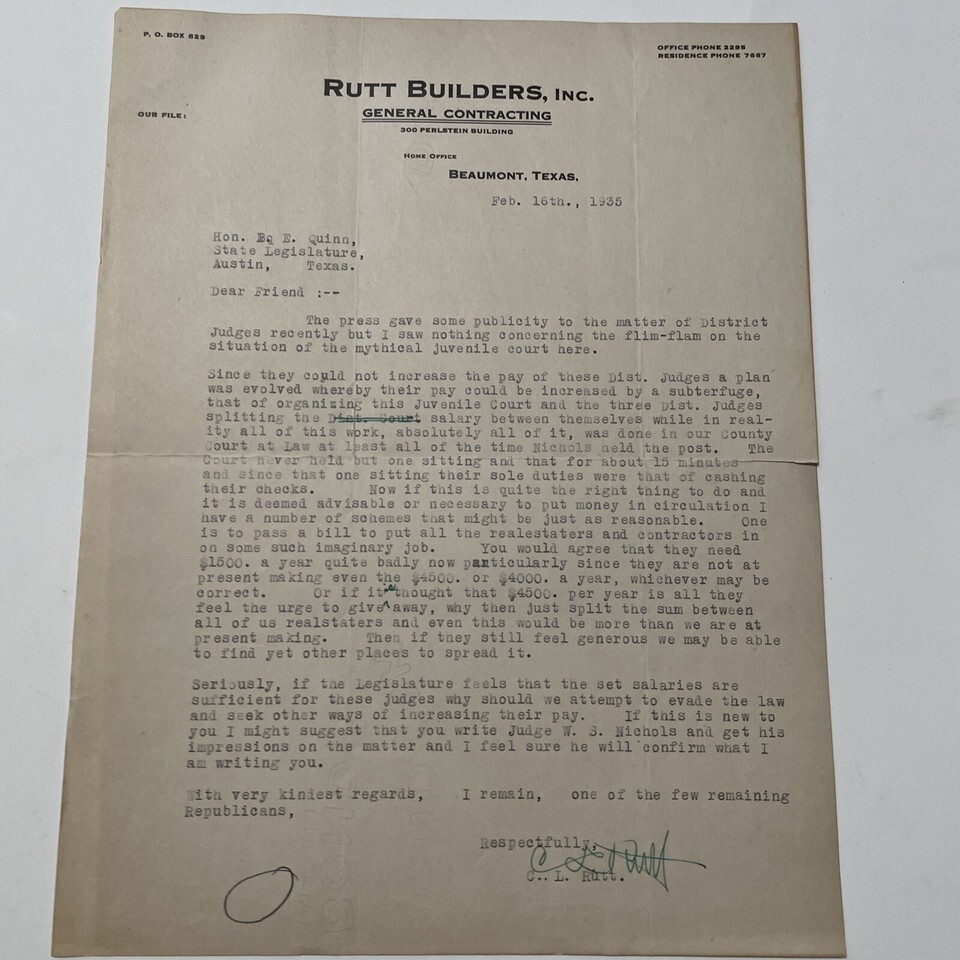 P. O. BOX 629
OFFICE PHONE 2295
RESIDENCE PHONE 7687
RUTT BUILDERS, INC.
GENERAL CONTRACTING
OUR FILE:
300 PERLSTEIN BUILDING
HOME OFFICE
BEAUMONT, TEXAS,
Feb. 16th., 1935
Hon. E. Quinn,
State Legislature,
Austin, Texas.
Dear Friend :--
The press gave some publicity to the matter of District
Judges recently but I saw nothing concerning the flim-flam on the
situation of the mythical juvenile court here.
Since they could not increase the pay of these Dist. Judges a plan
was evolved whereby their pay could be increased by a subterfuge,
that of organizing this Juvenile Court and the three Dist. Judges
splitting the Dist. Court salary between themselves while in real-
ity all of this work, absolutely all of it, was done in our County
Court at Law at least all of the time Nichols held the post. The
Court never held but one sitting and that for about 15 minutes
and since that one sitting their sole duties were that of cashing
their checks. Now if this is quite the right thing to do and
it is deemed advisable or necessary to put money in circulation I
have a number of schemes that might be just as reasonable. One
is to pass a bill to put all the realestaters and contractors in
on some such imaginary job. You would agree that they need
$1500. a year quite badly now particularly since they are not at
present making even the $4500. or $4000. a year, whichever may be
correct. Or if it thought that $4500. per year is all they
feel the urge to give away, why then just split the sum between
all of us realstaters and even this would be more than we are at
present making. Then if they still feel generous we may be able
to find yet other places to spread it.
Seriously, if the Legislature feels that the set salaries are
sufficient for these judges why should we attempt to evade the law
and seek other ways of increasing their pay. If this is new to
you I might suggest that you write Judge W. S. Nichols and get his
impressions on the matter and I feel sure he will confirm what I
am writing you.
With very kiniest regards, I remain, one of the few remaining
Republicans,
Respectfully,
C L Rutt
C.. L. Rutt.